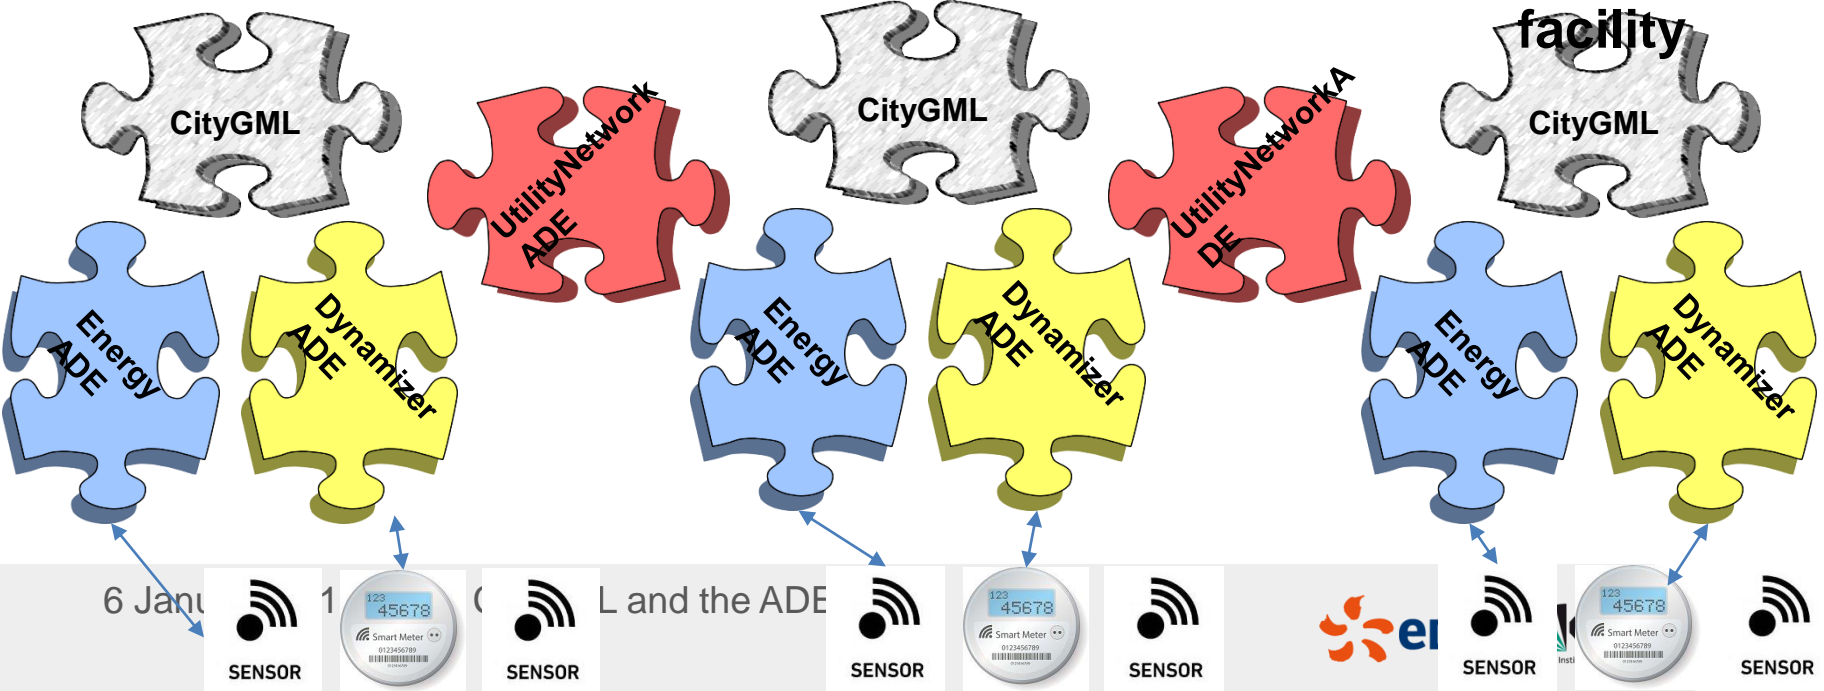 facility
CityGML
CityGML
CityGML
UtilityNetwork
ADE
UtilityNetworkA
DE
Energy
ADE
Dynamizer
ADE
Energy
ADE
Dynamizer
ADE
Energy
ADE
Dynamizer
ADE
6 Janu 1 L and the ADE
SENSOR
123
45678
Smart Meter
0123456789
SENSOR
SENSOR
123
45678
Smart Meter
0123456789
SENSOR
SENSOR
123
45678
Smart Meter
0123456789
SENSOR